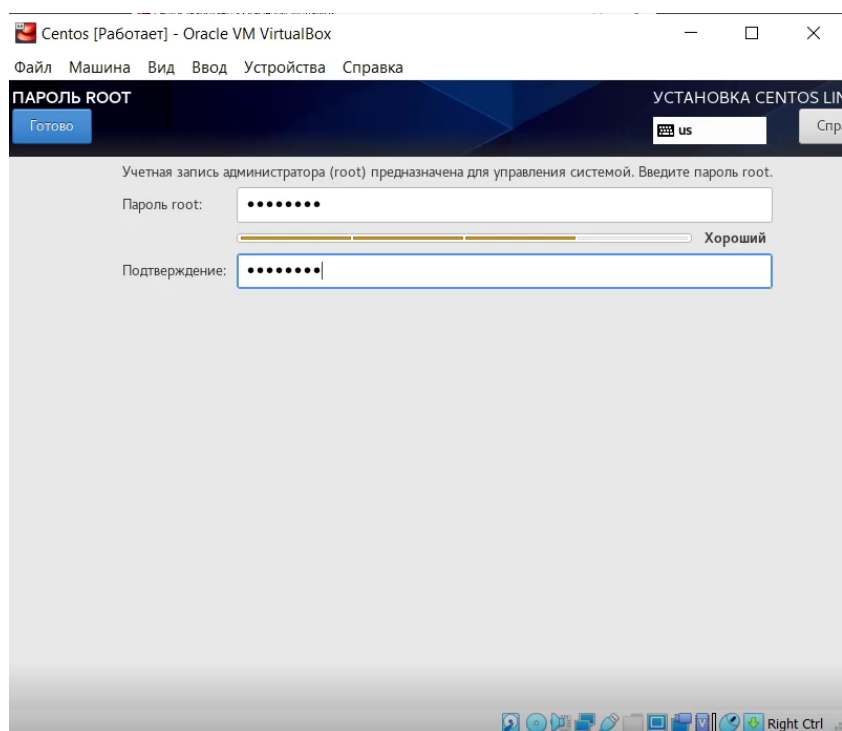 Centos [Работает] - Oracle VM VirtualBox
Файл Машина Вид Ввод Устройства Справка
ПАРОЛЬ ROOT
УСТАНОВКА CENTOS LIN
Готово
us
Спр
Учетная запись администратора (root) предназначена для управления системой. Введите пароль root.
Пароль root: ••••••••
Хороший
Подтверждение: ••••••••
Right Ctrl